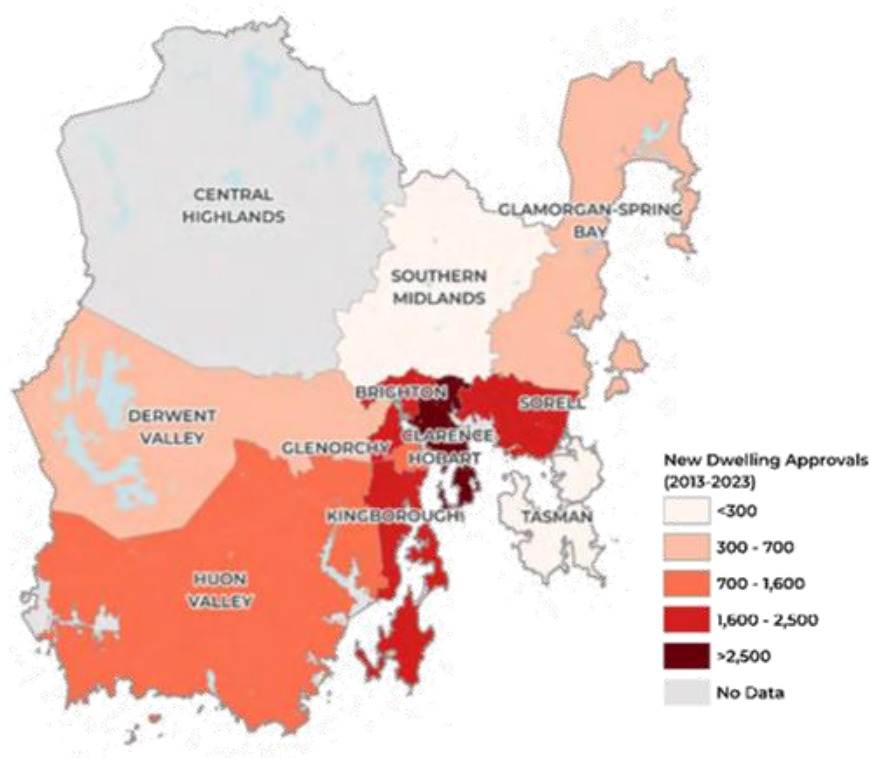 CENTRAL
HIGHLANDS
GLAMORGAN-SPRING
BAY
SOUTHERN
MIDLANDS
BRIGHTON
SORELL
DERWENT
VALLEY
GLENORCHY
CLARENCE
HOBART
KINGBOROUGH
TASMAN
HUON
VALLEY
New Dwelling Approvals
(2013-2023)
<300
300 - 700
700 - 1,600
1,600 - 2,500
>2,500
No Data